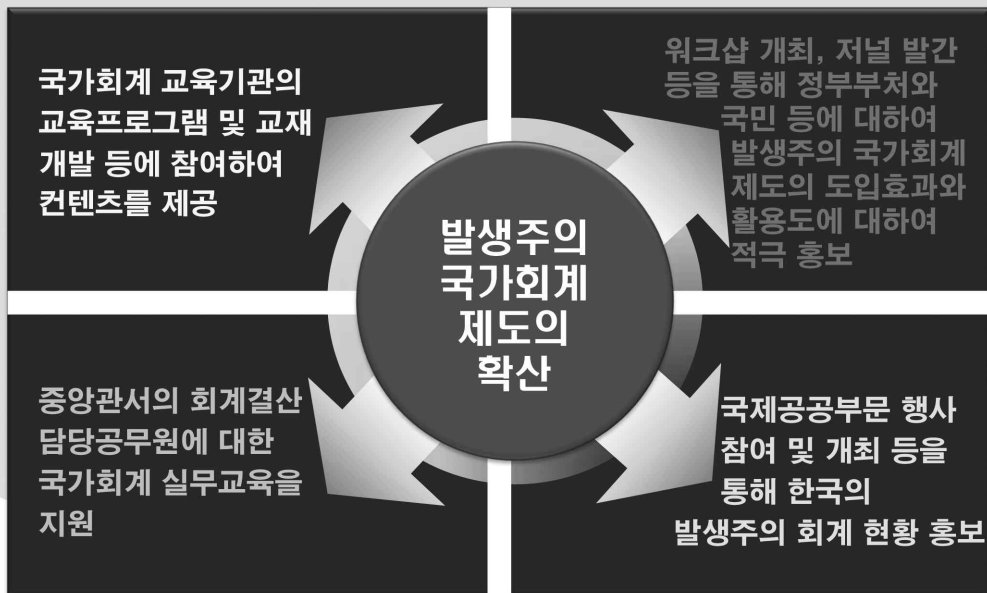 국가회계 교육기관의
교육프로그램 및 교재
개발 등에 참여하여
컨텐츠를 제공
워크샵 개최, 저널 발간
등을 통해 정부부처와
국민 등에 대하여
발생주의 국가회계
제도의 도입효과와
활용도에 대하여
적극 홍보
발생주의
국가회계
제도의
확산
중앙관서의 회계결산
담당공무원에 대한
국가회계 실무교육을
지원
국제공공부문 행사
참여 및 개최 등을
통해 한국의
발생주의 회계 현황 홍보